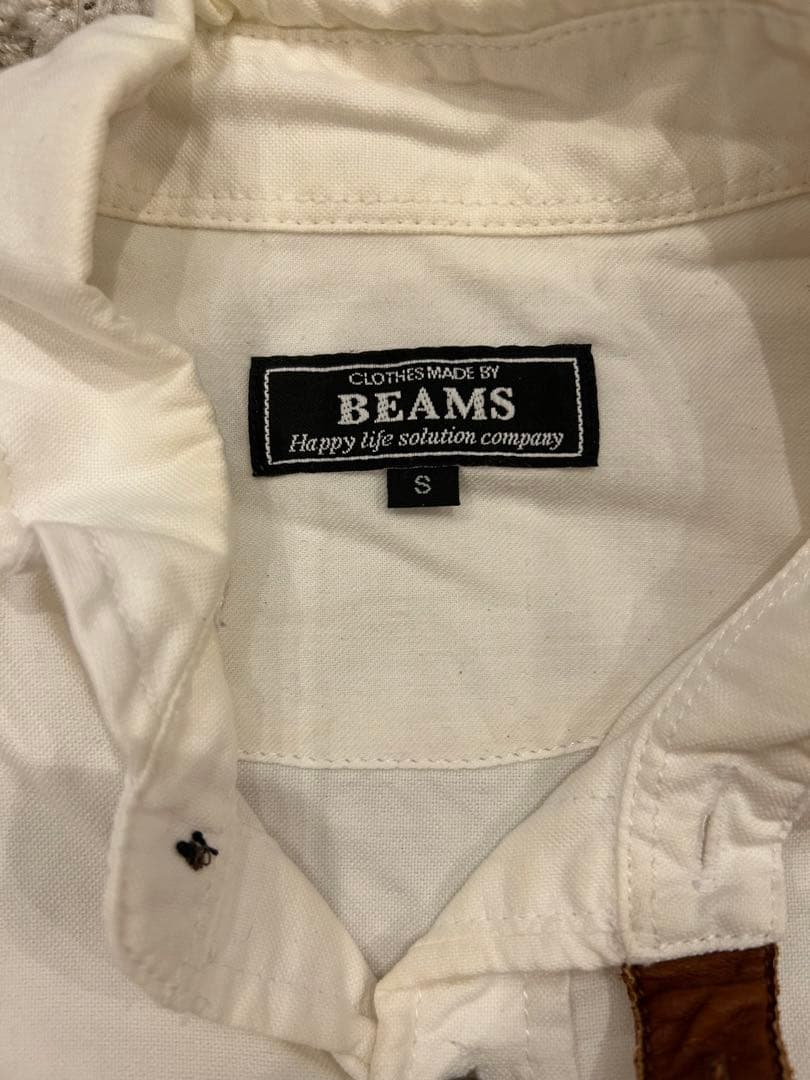 CLOTHES MADE BY
BEAMS
Happy life solution company
S